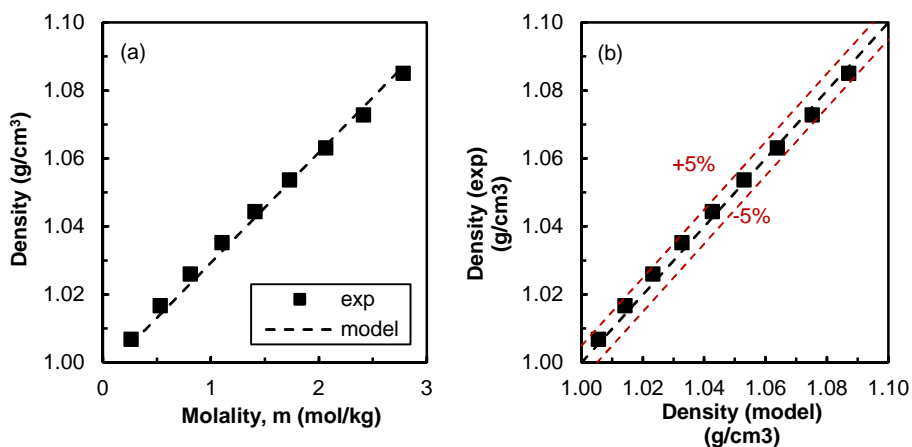 (a)
Density (g/cm³)
1.10
1.08
1.06
1.04
1.02
1.00
0
1
2
3
Molality, m (mol/kg)
exp
model
(b)
Density (exp)
(g/cm3)
1.10
1.08
1.06
1.04
1.02
1.00
+5%
-5%
1.00
1.02
1.04
1.06
1.08
1.10
Density (model)
(g/cm3)